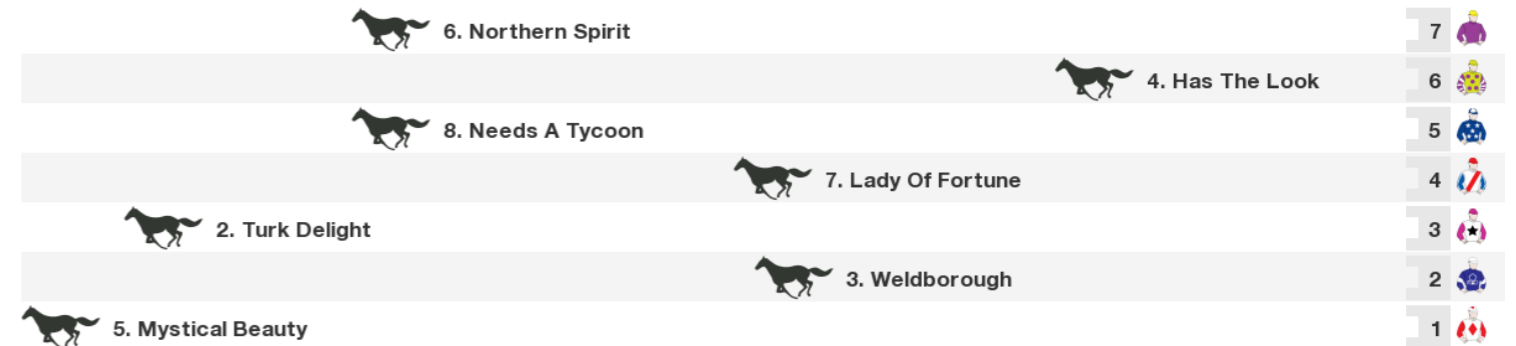 6. Northern Spirit 7
4. Has The Look 6
8. Needs A Tycoon 5
7. Lady Of Fortune 4
2. Turk Delight 3
3. Weldborough 2
5. Mystical Beauty 1